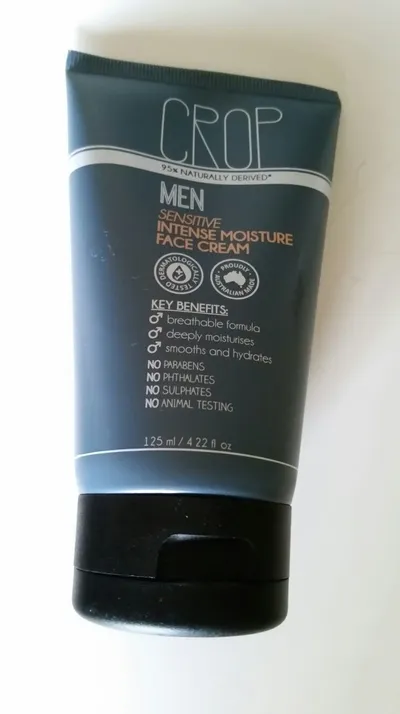 CROP
95% NATURALLY DERIVED*
MEN
SENSITIVE
INTENSE MOISTURE
FACE CREAM
DERMATOLOGICALLY TESTED
PROUDLY AUSTRALIAN MADE
KEY BENEFITS:
breathable formula
deeply moisturises
smooths and hydrates
NO PARABENS
NO PHTHALATES
NO SULPHATES
NO ANIMAL TESTING
125 ml / 4.22 fl oz